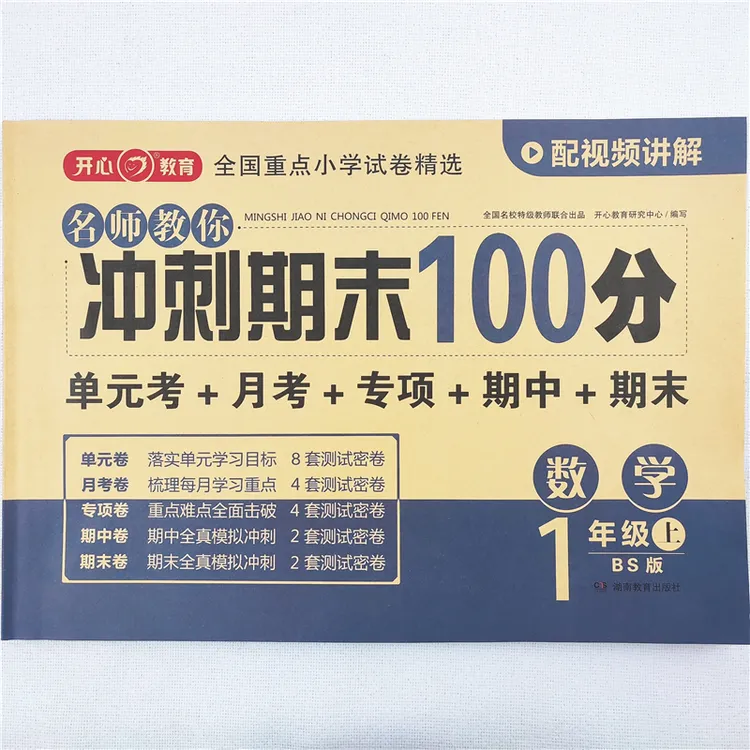 开心教育 全国重点小学试卷精选
配视频讲解
名师教你
MINGSHI JIAO NI CHONGCI QIMO 100 FEN
全国名校特级教师联合出品 开心教育研究中心/编写
冲刺期末100分
单元考+月考+专项+期中+期末
单元卷 落实单元学习目标 8套测试密卷
月考卷 梳理每月学习重点 4套测试密卷
专项卷 重点难点全面击破 4套测试密卷
期中卷 期中全真模拟冲刺 2套测试密卷
期末卷 期末全真模拟冲刺 2套测试密卷
数学
1年级上
BS版
湖南教育出版社